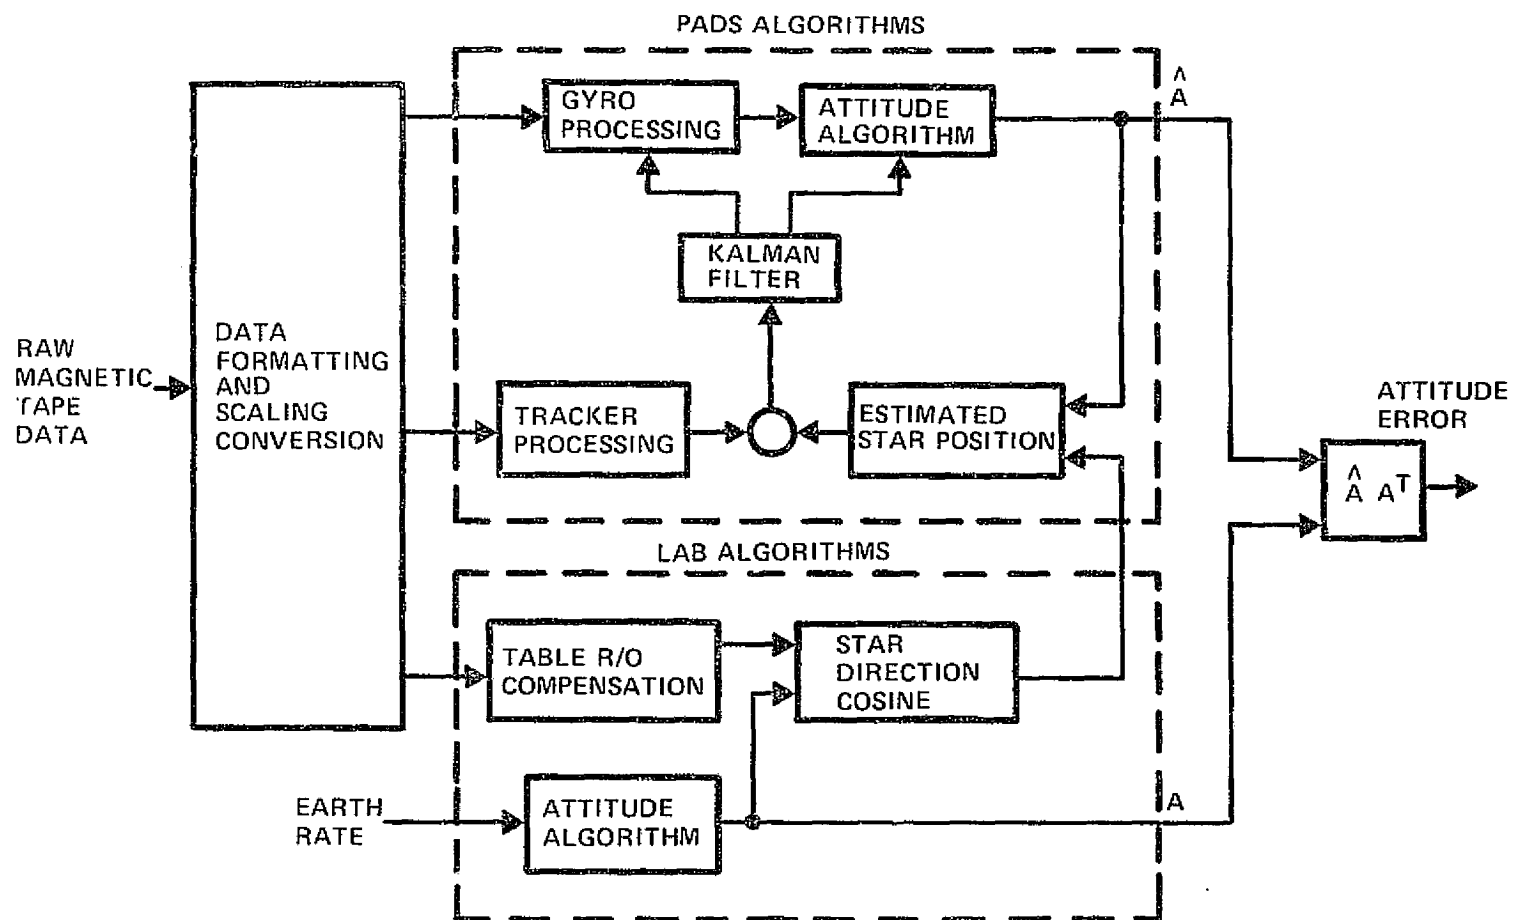 PADS ALGORITHMS
GYRO
PROCESSING
ATTITUDE
ALGORITHM
^
A
KALMAN
FILTER
RAW
MAGNETIC
TAPE
DATA
DATA
FORMATTING
AND
SCALING
CONVERSION
TRACKER
PROCESSING
ESTIMATED
STAR POSITION
ATTITUDE
ERROR
^
A Aᵀ
LAB ALGORITHMS
TABLE R/O
COMPENSATION
STAR
DIRECTION
COSINE
EARTH
RATE
ATTITUDE
ALGORITHM
A